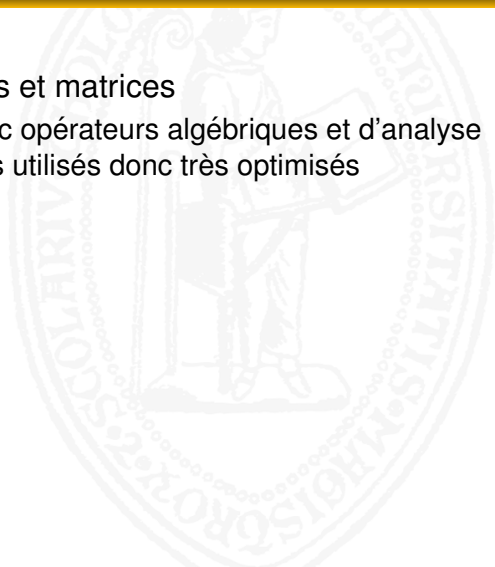 s et matrices
c opérateurs algébriques et d'analyse
s utilisés donc très optimisés